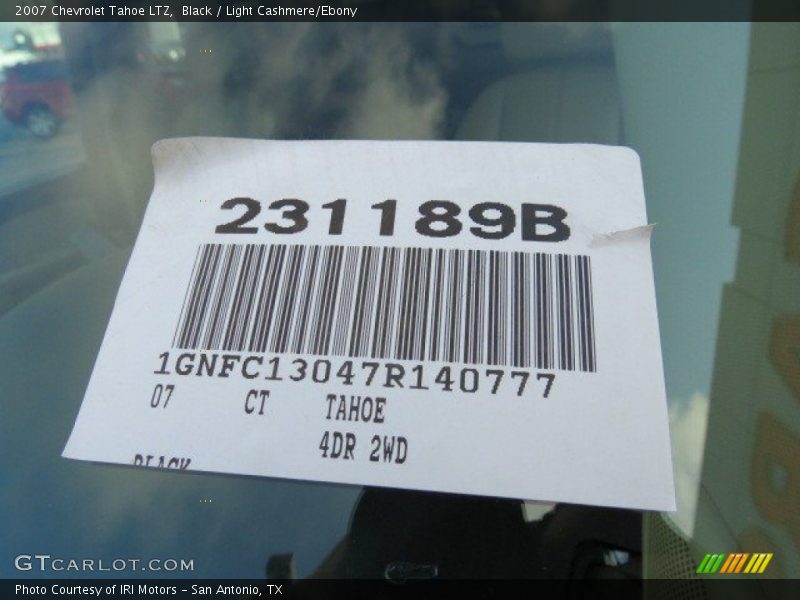 2007 Chevrolet Tahoe LTZ, Black / Light Cashmere/Ebony
231189B
1GNFC13047R140777
07 CT TAHOE
4DR 2WD
BLACK
GTCARLOT.COM
Photo Courtesy of IRI Motors - San Antonio, TX